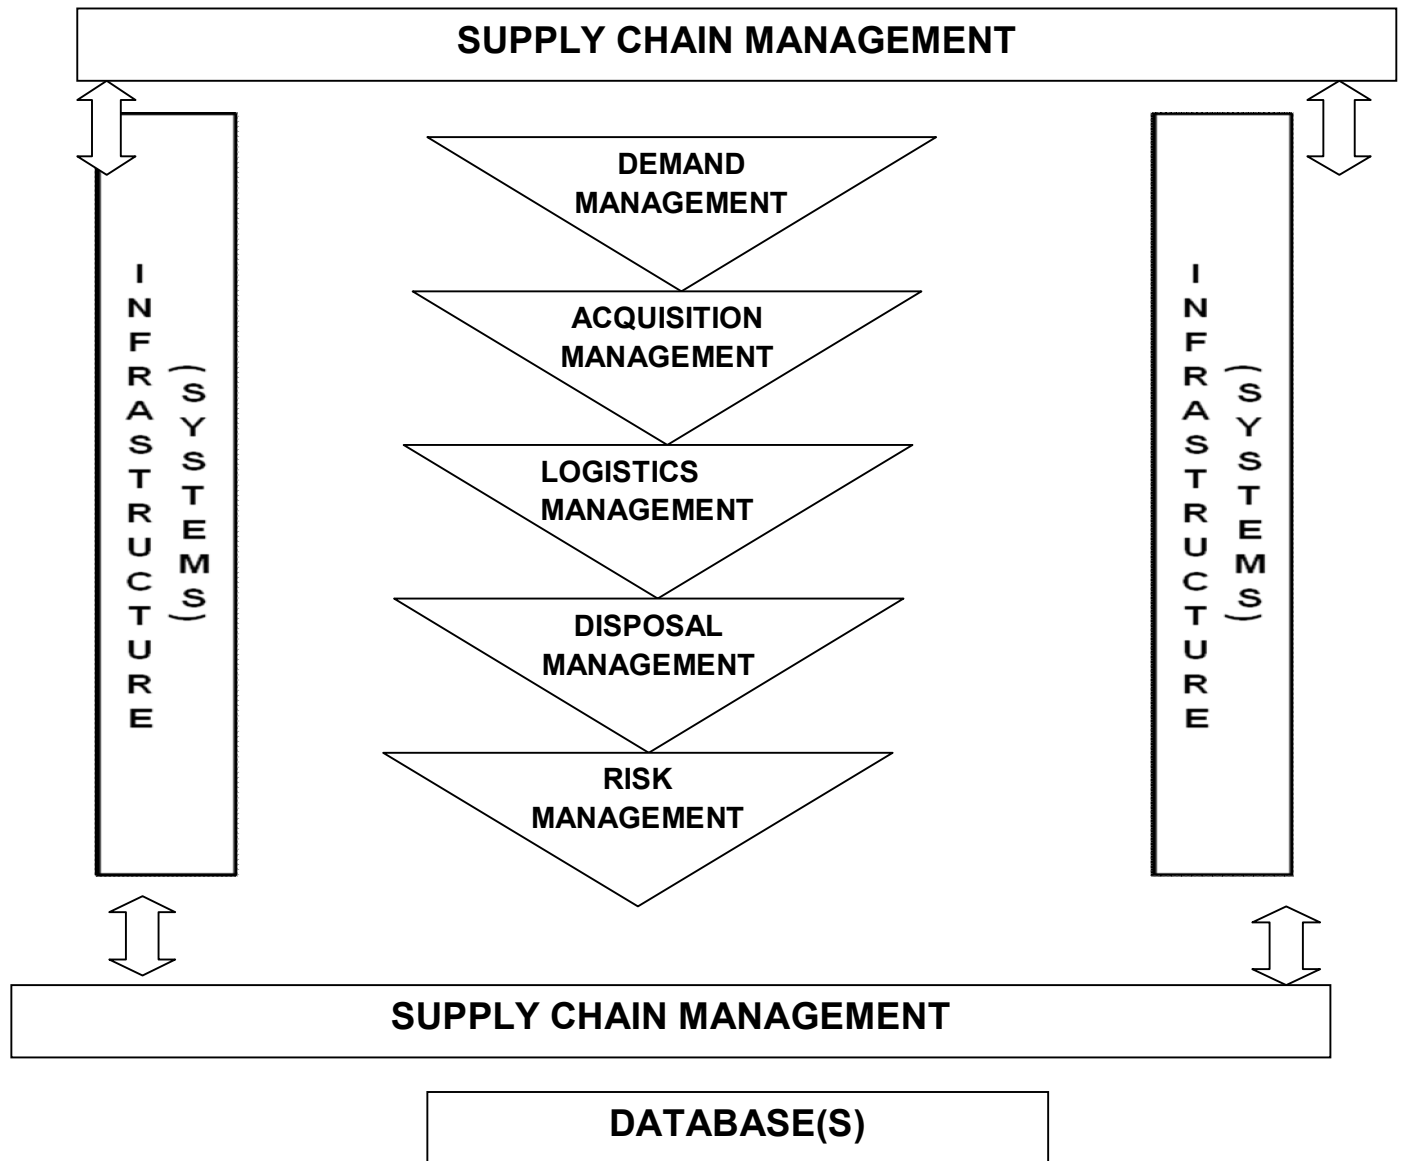 SUPPLY CHAIN MANAGEMENT
INFRASTRUCTURE
(SYSTEMS)
DEMAND
MANAGEMENT
ACQUISITION
MANAGEMENT
LOGISTICS
MANAGEMENT
DISPOSAL
MANAGEMENT
RISK
MANAGEMENT
INFRASTRUCTURE
(SYSTEMS)
SUPPLY CHAIN MANAGEMENT
DATABASE(S)